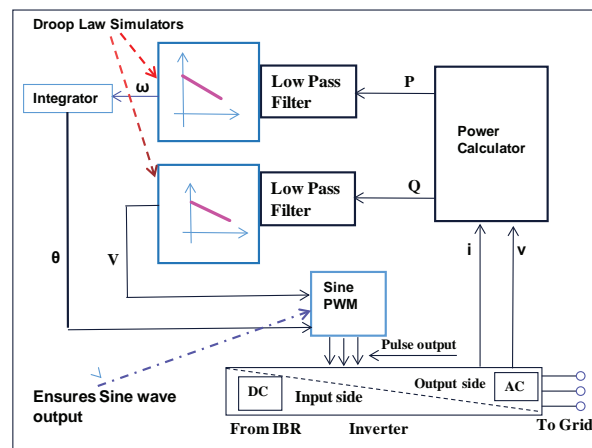 Droop Law Simulators
Integrator
ω
Low Pass
Filter
P
Power
Calculator
Low Pass
Filter
Q
θ
V
i
v
Sine
PWM
Pulse output
Ensures Sine wave
output
DC
Input side
Output side
AC
From IBR
Inverter
To Grid